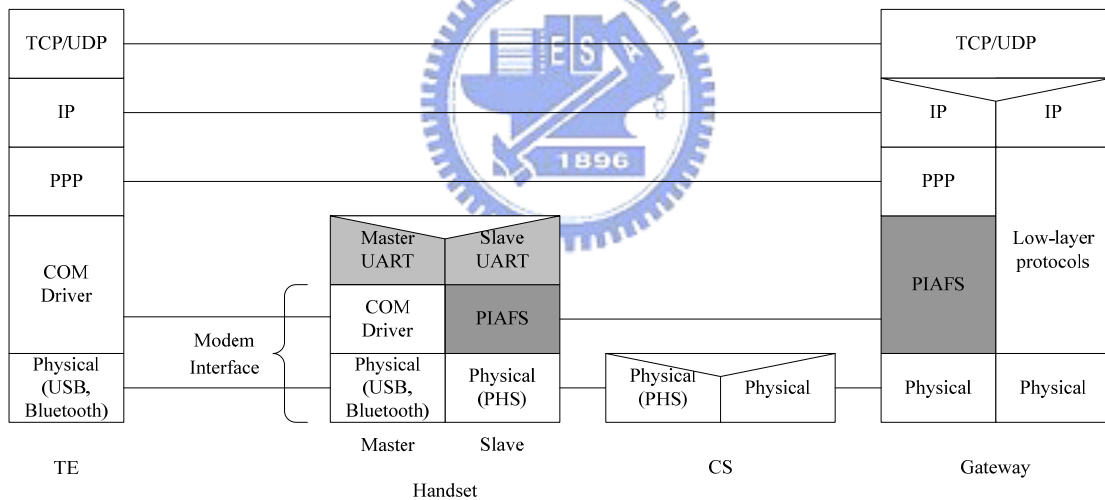 TCP/UDP
IP
PPP
COM
Driver
Physical
(USB,
Bluetooth)
TE
E S A
1896
Master
UART
Slave
UART
COM
Driver
PIAFS
Modem
Interface
Physical
(USB,
Bluetooth)
Physical
(PHS)
Master
Slave
Handset
Physical
(PHS)
Physical
CS
TCP/UDP
IP
IP
PPP
PIAFS
Low-layer
protocols
Physical
Physical
Gateway